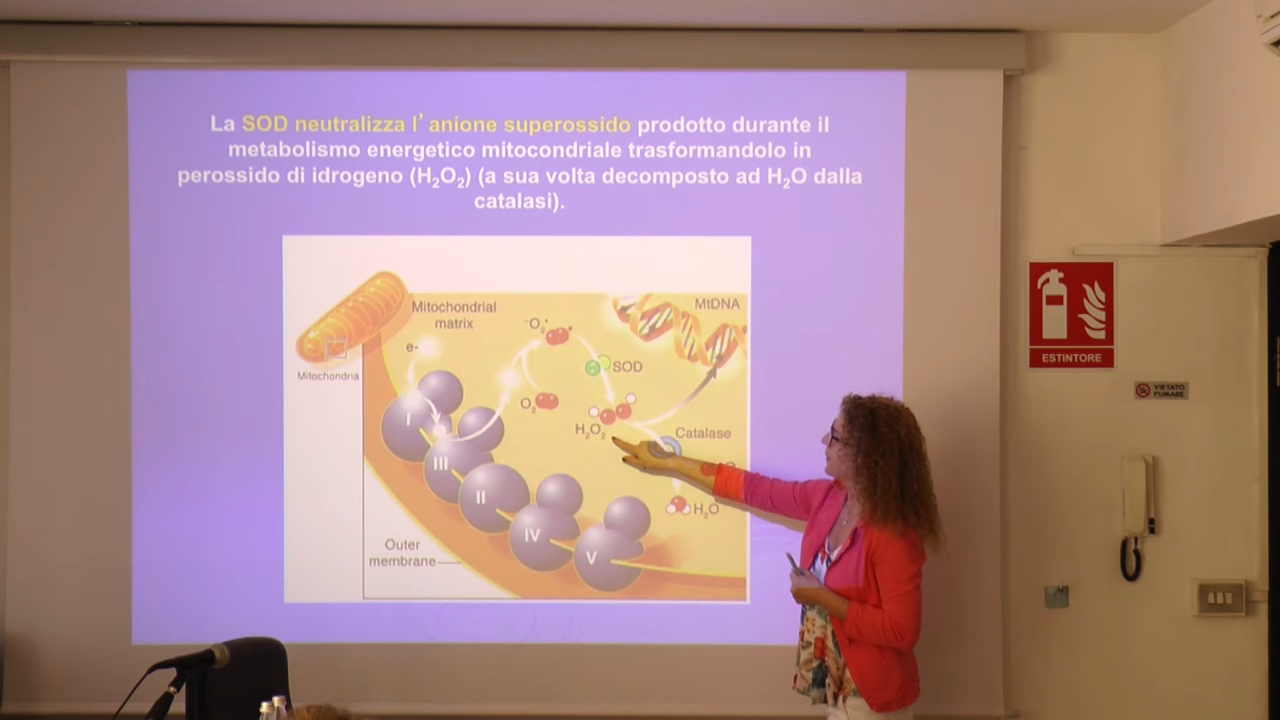 La SOD neutralizza l’anione superossido prodotto durante il
metabolismo energetico mitocondriale trasformandolo in
perossido di idrogeno (H₂O₂) (a sua volta decomposto ad H₂O dalla
catalasi).
Mitochondrial
matrix
MtDNA
⁻O₂•
e-
SOD
Mitochondria
O₂
I
H₂O₂
Catalase
III
II
H₂O
IV
V
Outer
membrane
ESTINTORE
VIETATO
FUMARE